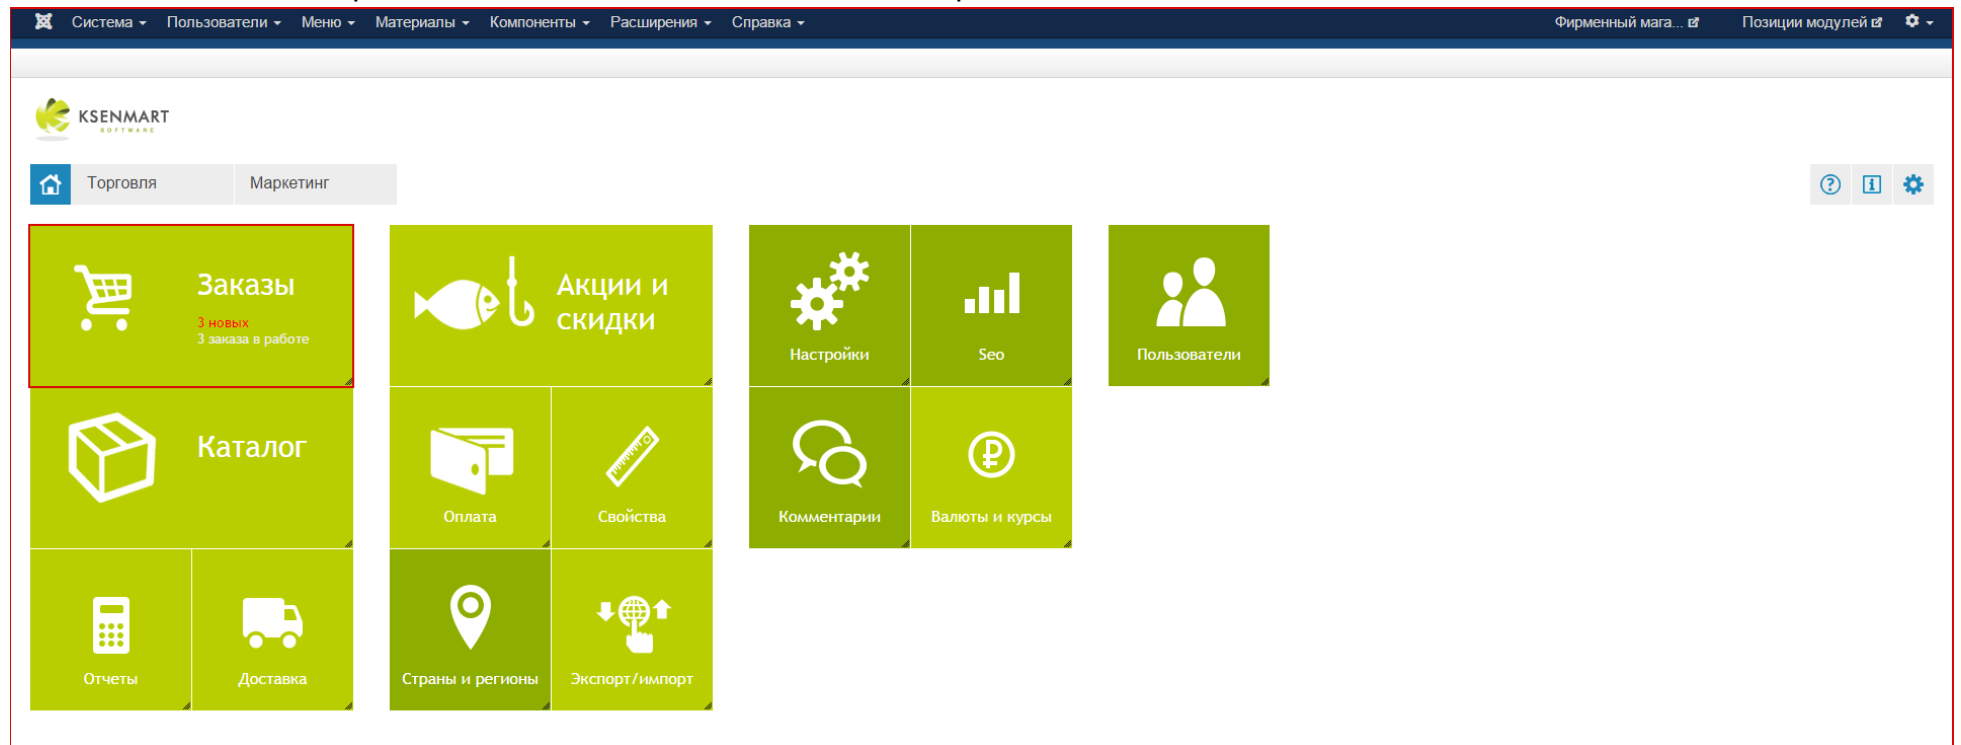 Система Пользователи Меню Материалы Компоненты Расширения Справка Фирменный мага... Позиции модулей
KSENMART
SOFTWARE
Торговля Маркетинг
Заказы
3 новых
3 заказа в работе
Акции и
скидки
Настройки
Seo
Пользователи
Каталог
Оплата
Свойства
Комментарии
Валюты и курсы
Отчеты
Доставка
Страны и регионы
Экспорт/импорт